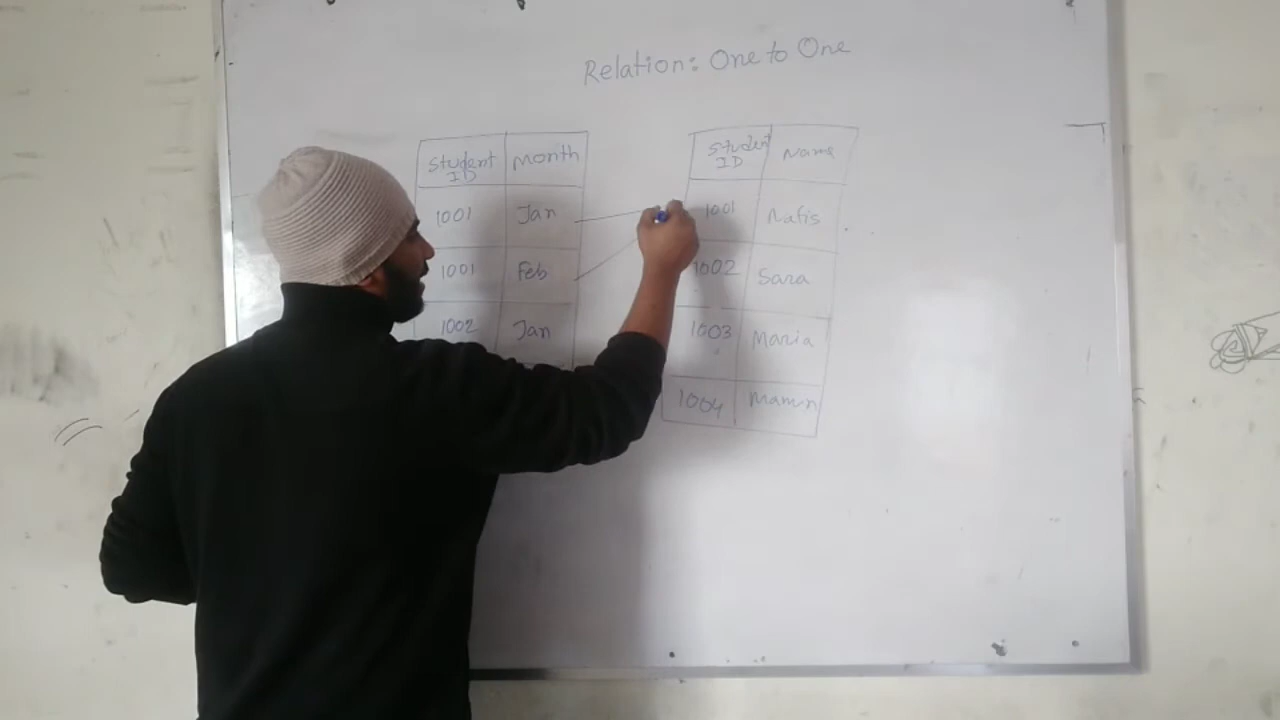 Relation: One to One
Student ID Month
1001 Jan
1001 Feb
1002 Jan
Student ID Name
1001 Nafis
1002 Sara
1003 Maria
1004 Mamun